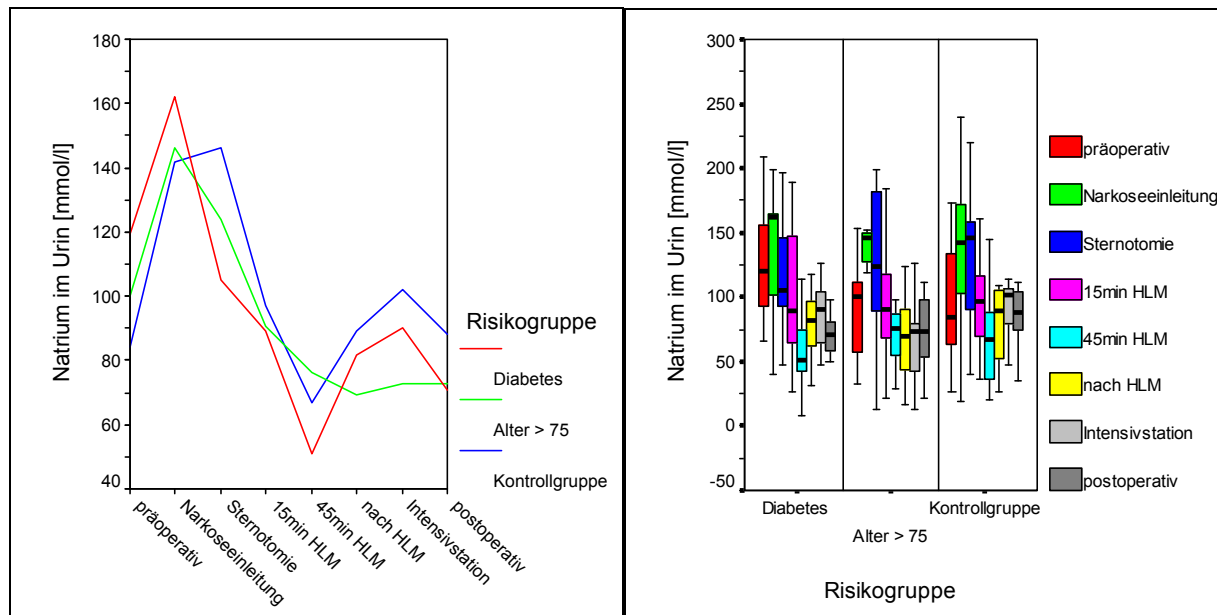 Natrium im Urin [mmol/l]
180
160
140
120
100
80
60
40
präoperativ
Narkoseeinleitung
Sternotomie
15min HLM
45min HLM
nach HLM
Intensivstation
postoperativ
Risikogruppe
Diabetes
Alter > 75
Kontrollgruppe
Natrium im Urin [mmol/l]
300
250
200
150
100
50
0
-50
Diabetes
Alter > 75
Kontrollgruppe
Risikogruppe
präoperativ
Narkoseeinleitung
Sternotomie
15min HLM
45min HLM
nach HLM
Intensivstation
postoperativ